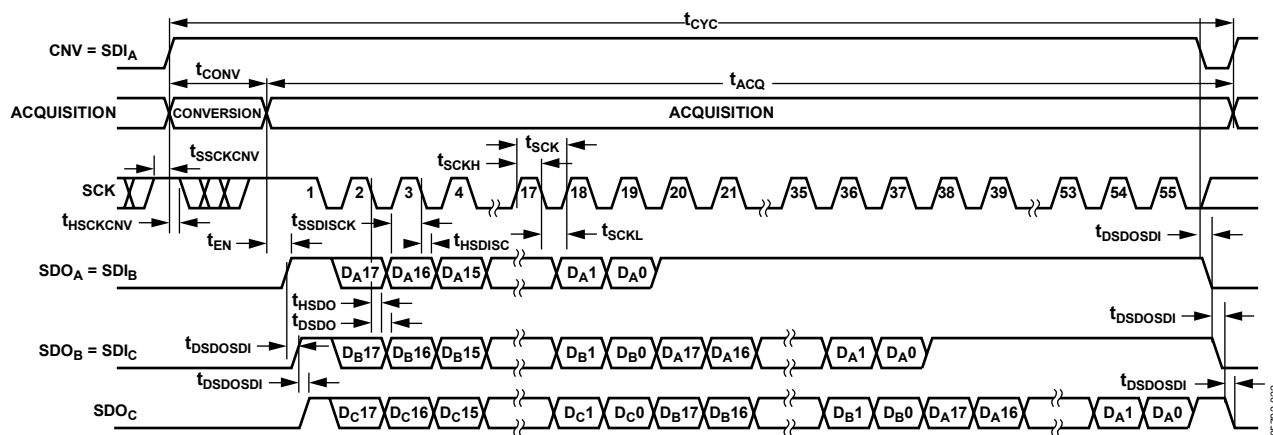 tCYC
CNV = SDIA
tCONV
tACQ
ACQUISITION CONVERSION ACQUISITION
tSSCKCNV tSCKH tSCK
SCK 1 2 3 4 17 18 19 20 21 35 36 37 38 39 53 54 55
tHSCKCNV tSSDISCK tHSDISC tSCKL tDSDOSDI
tEN
SDOA = SDIB DA17 DA16 DA15 DA1 DA0
tHSDO
tDSDO tDSDOSDI
tDSDOSDI
SDOB = SDIC DB17 DB16 DB15 DB1 DB0 DA17 DA16 DA1 DA0
tDSDOSDI tDSDOSDI
SDOC DC17 DC16 DC15 DC1 DC0 DB17 DB16 DB1 DB0 DA17 DA16 DA1 DA0